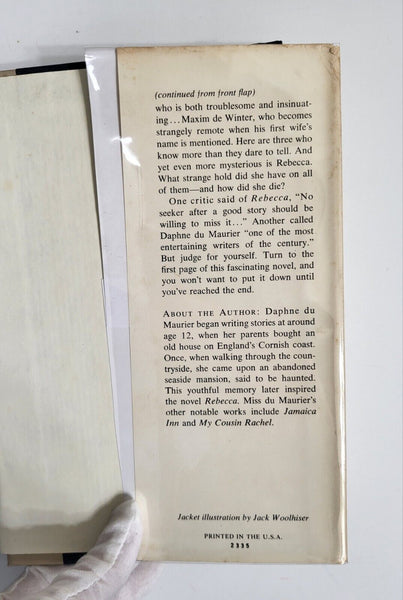 (continued from front flap)
who is both troublesome and insinuat-
ing . . . Maxim de Winter, who becomes
strangely remote when his first wife's
name is mentioned. Here are three who
know more than they dare to tell. And
yet even more mysterious is Rebecca.
What strange hold did she have on all
of them—and how did she die?
One critic said of Rebecca, “No
seeker after a good story should be
willing to miss it . . .” Another called
Daphne du Maurier “one of the most
entertaining writers of the century.”
But judge for yourself. Turn to the
first page of this fascinating novel, and
you won't want to put it down until
you've reached the end.
ABOUT THE AUTHOR: Daphne du
Maurier began writing stories at around
age 12, when her parents bought an
old house on England's Cornish coast.
Once, when walking through the coun-
tryside, she came upon an abandoned
seaside mansion, said to be haunted.
This youthful memory later inspired
the novel Rebecca. Miss du Maurier's
other notable works include Jamaica
Inn and My Cousin Rachel.
Jacket illustration by Jack Woolhiser
PRINTED IN THE U.S.A.
2335